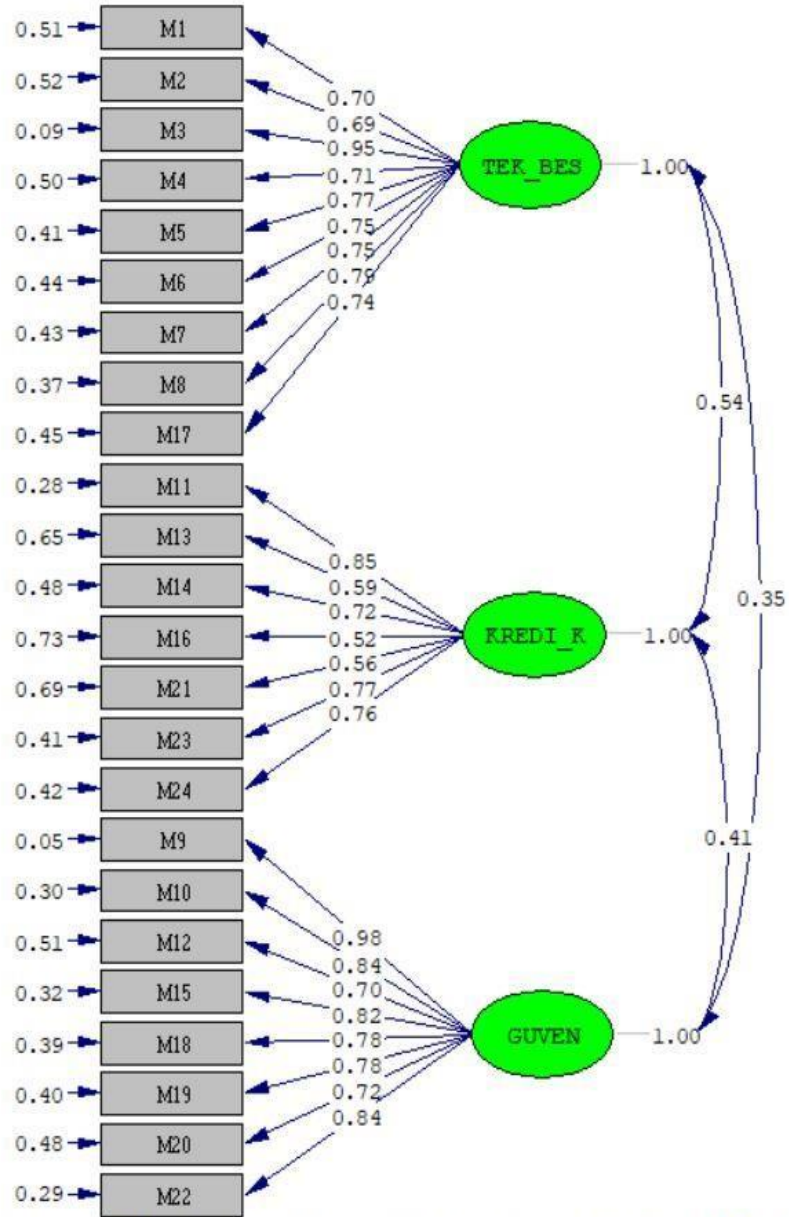 0.51 M1
0.52 M2
0.70
0.09 M3
0.69
TEK_BES 1.00
0.95
0.50 M4
0.71
0.41 M5
0.77
0.75
0.44 M6
0.75
0.79
0.43 M7
0.74
0.37 M8
0.54
0.45 M17
0.28 M11
0.65 M13
0.85
0.48 M14
0.59
0.35
0.72
0.73 M16
0.52
KREDI_K 1.00
0.56
0.69 M21
0.77
0.76
0.41 M23
0.42 M24
0.05 M9
0.41
0.30 M10
0.51 M12
0.98
0.84
0.32 M15
0.70
0.82
0.39 M18
0.78
GUVEN 1.00
0.78
0.40 M19
0.72
0.84
0.48 M20
0.29 M22